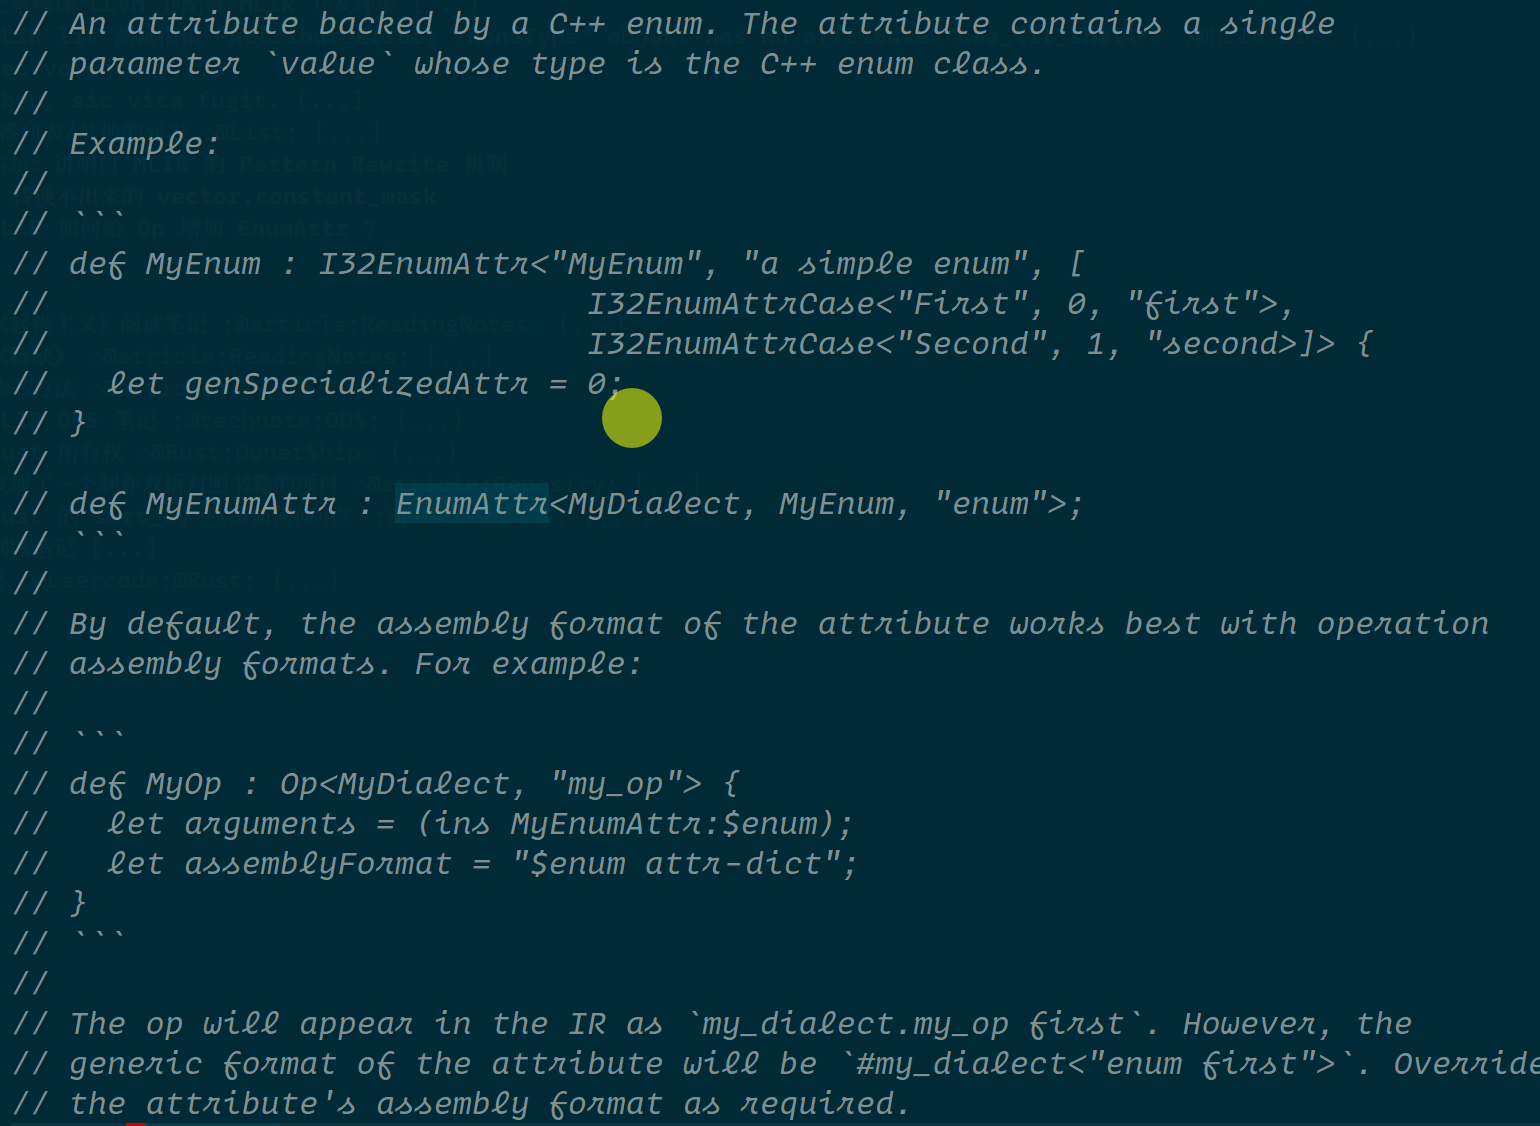 // An attribute backed by a C++ enum. The attribute contains a single
// parameter `value` whose type is the C++ enum class.
//
// Example:
//
// ```
// def MyEnum : I32EnumAttr<"MyEnum", "a simple enum", [
//                            I32EnumAttrCase<"First", 0, "first">,
//                            I32EnumAttrCase<"Second", 1, "second>]> {
//   let genSpecializedAttr = 0;
// }
//
// def MyEnumAttr : EnumAttr<MyDialect, MyEnum, "enum">;
// ```
//
// By default, the assembly format of the attribute works best with operation
// assembly formats. For example:
//
// ```
// def MyOp : Op<MyDialect, "my_op"> {
//   let arguments = (ins MyEnumAttr:$enum);
//   let assemblyFormat = "$enum attr-dict";
// }
// ```
//
// The op will appear in the IR as `my_dialect.my_op first`. However, the
// generic format of the attribute will be `#my_dialect<"enum first">`. Override
// the attribute's assembly format as required.